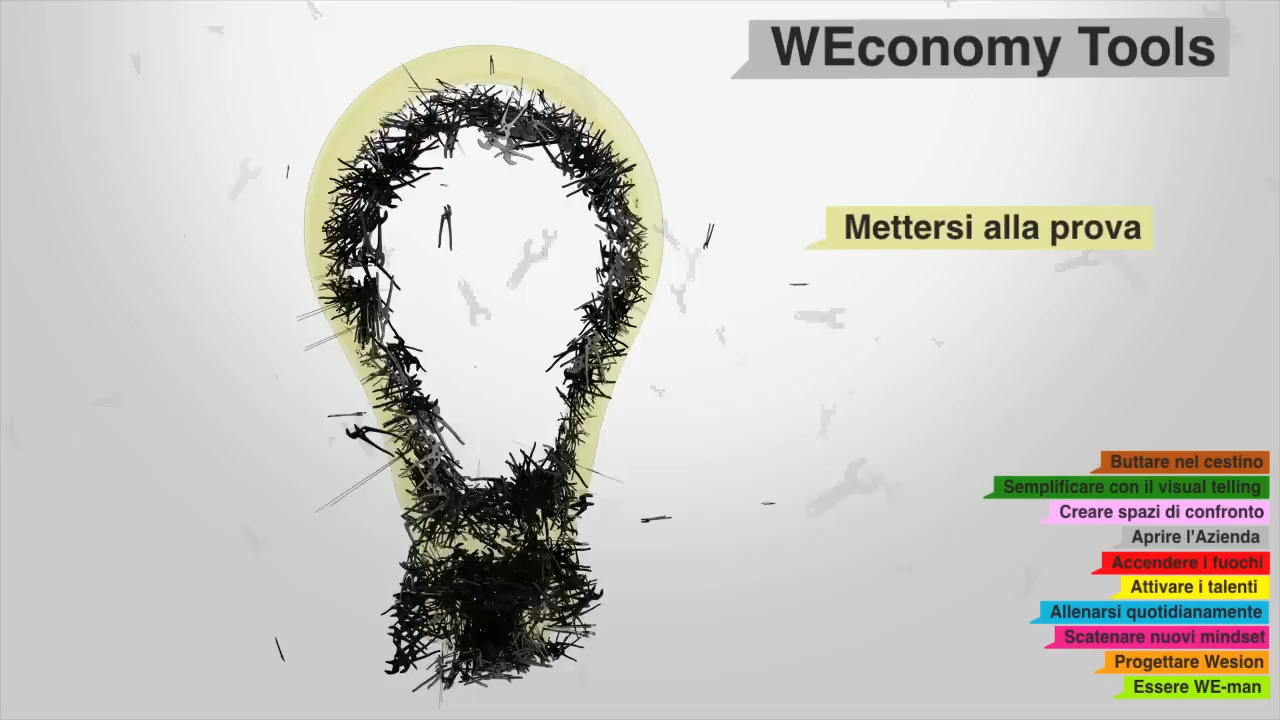 WEconomy Tools
Mettersi alla prova
Buttare nel cestino
Semplificare con il visual telling
Creare spazi di confronto
Aprire l'Azienda
Accendere i fuochi
Attivare i talenti
Allenarsi quotidianamente
Scatenare nuovi mindset
Progettare Wesion
Essere WE-man